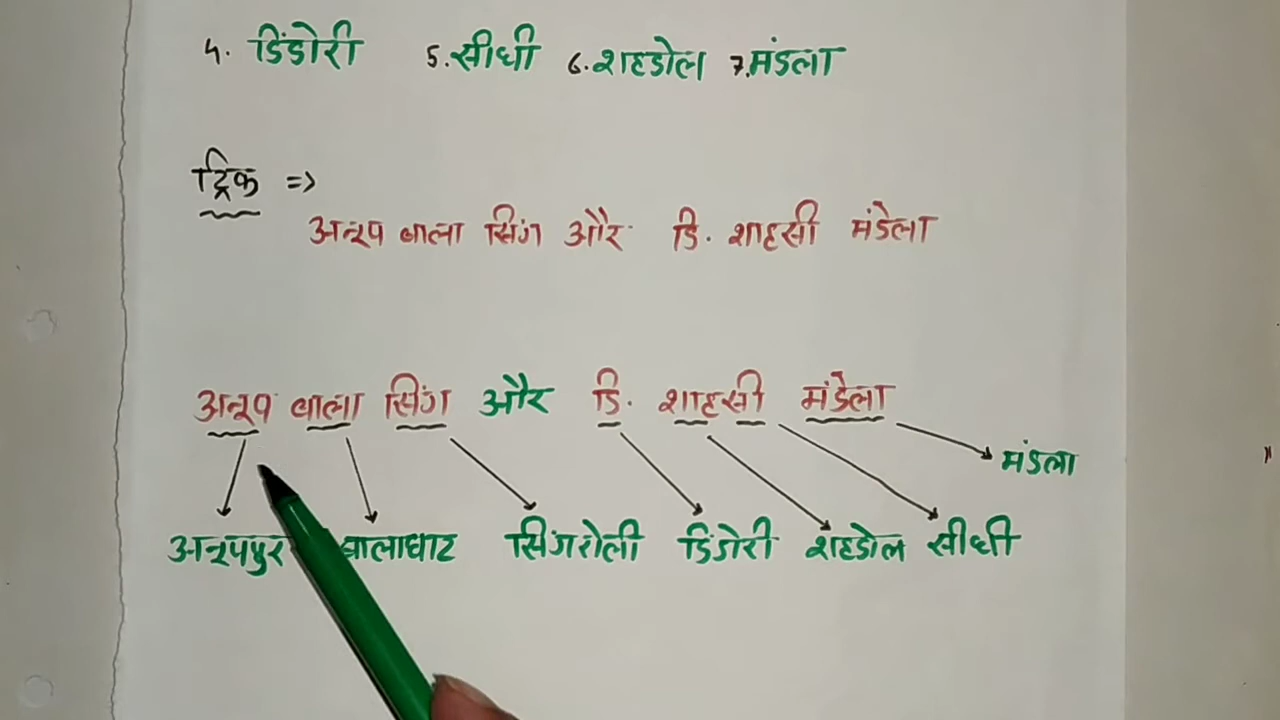 4. डिंडोरी 5. सीधी 6. शहडोल 7. मंडला
ट्रिक =>
अनूप बाला सिंग और डि. शाहसी मंडेला
अनूप बाला सिंग और डि. शाहसी मंडेला
मंडला
अनूपपुर बालाघाट सिंगरोली डिंडोरी शहडोल सीधी